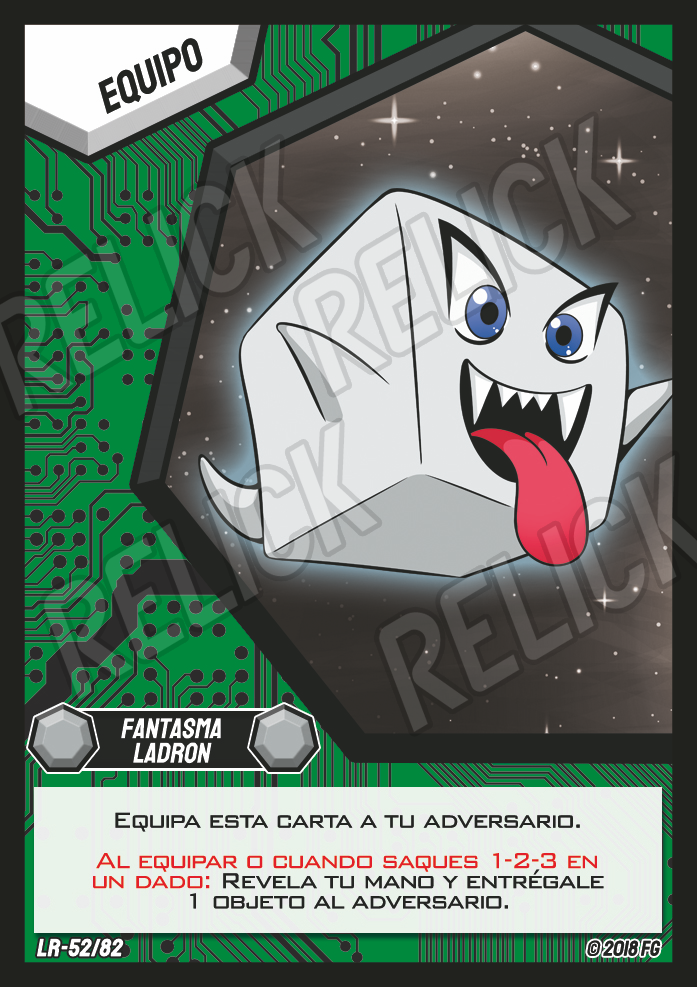 EQUIPO
RELICK
RELICK
RELICK
RELICK
RELICK
FANTASMA
LADRON
EQUIPA ESTA CARTA A TU ADVERSARIO.
AL EQUIPAR O CUANDO SAQUES 1-2-3 EN
UN DADO: REVELA TU MANO Y ENTRÉGALE
1 OBJETO AL ADVERSARIO.
LR-52/82
© 2018 FG